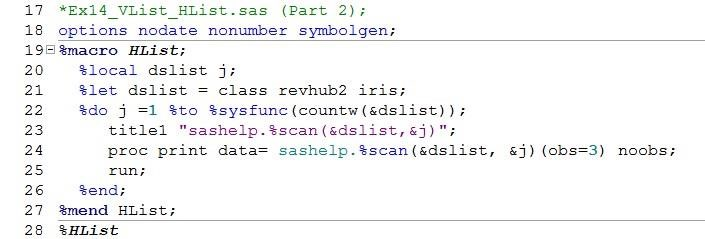 17 *Ex14_VList_HList.sas (Part 2);
18 options nodate nonumber symbolgen;
19 %macro HList;
20 %local dslist j;
21 %let dslist = class revhub2 iris;
22 %do j =1 %to %sysfunc(countw(&dslist));
23 title1 "sashelp.%scan(&dslist,&j)";
24 proc print data= sashelp.%scan(&dslist, &j)(obs=3) noobs;
25 run;
26 %end;
27 %mend HList;
28 %HList